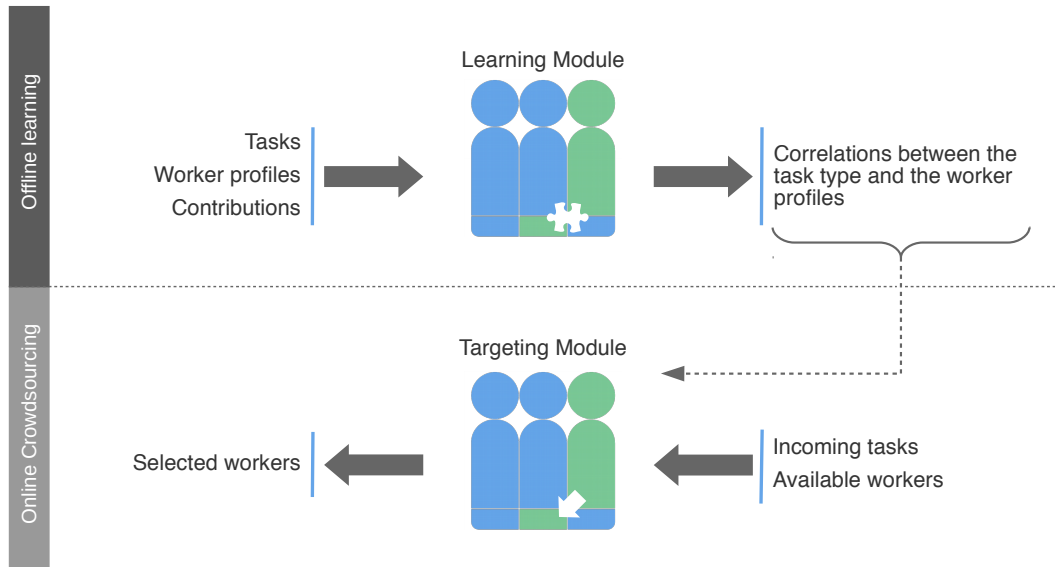 Offline learning
Learning Module
Tasks
Worker profiles
Contributions
Correlations between the
task type and the worker
profiles
Online Crowdsourcing
Targeting Module
Selected workers
Incoming tasks
Available workers